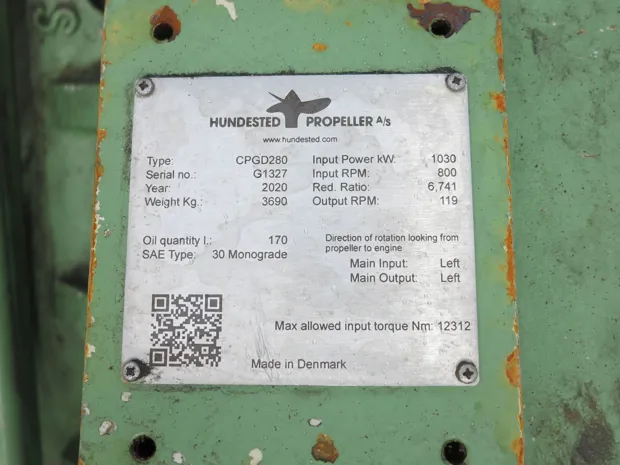 HUNDESTED PROPELLER A/S
www.hundested.com
Type: CPGD280 Input Power kW. 1030
Serial no.: G1327 Input RPM: 800
Year: 2020 Red. Ratio: 6,741
Weight Kg.: 3690 Output RPM: 119
Oil quantity l.: 170 Direction of rotation looking from
SAE Type: 30 Monograde propeller to engine
Main Input: Left
Main Output: Left
Max allowed input torque Nm: 12312
Made in Denmark